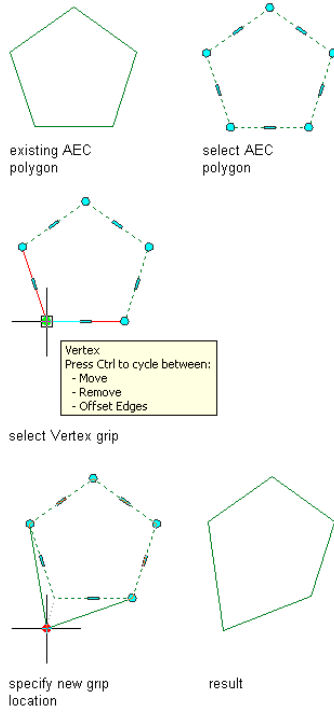 existing AEC
polygon
select AEC
polygon
Vertex
Press Ctrl to cycle between:
- Move
- Remove
- Offset Edges
select Vertex grip
specify new grip
location
result